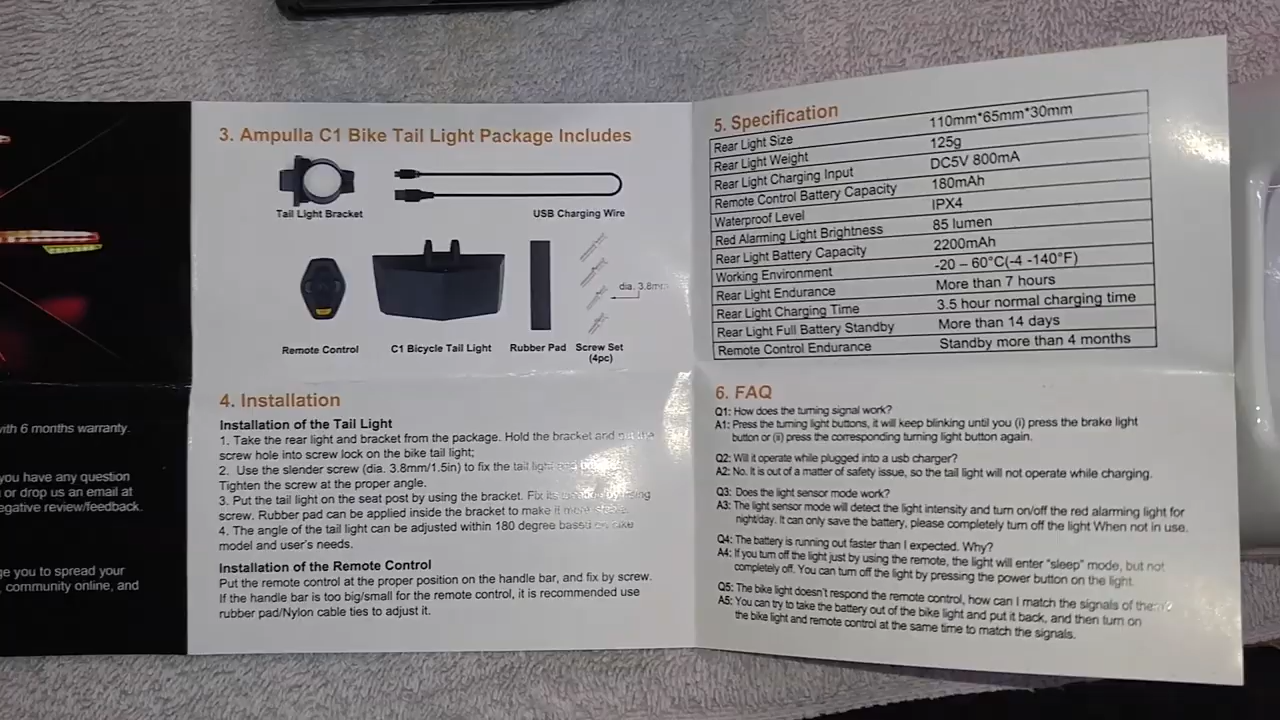 with 6 months warranty.
you have any question
or drop us an email at
negative review/feedback.
ge you to spread your
, community online, and
3. Ampulla C1 Bike Tail Light Package Includes
Tail Light Bracket
USB Charging Wire
dia. 3.8mm
Remote Control
C1 Bicycle Tail Light
Rubber Pad
Screw Set
(4pc)
4. Installation
Installation of the Tail Light
1. Take the rear light and bracket from the package. Hold the bracket and put the
screw hole into screw lock on the bike tail light;
2. Use the slender screw (dia. 3.8mm/1.5in) to fix the tail light and
Tighten the screw at the proper angle.
3. Put the tail light on the seat post by using the bracket. Fix its using
screw. Rubber pad can be applied inside the bracket to make it more stable.
4. The angle of the tail light can be adjusted within 180 degree based on bike
model and user's needs.
Installation of the Remote Control
Put the remote control at the proper position on the handle bar, and fix by screw.
If the handle bar is too big/small for the remote control, it is recommended use
rubber pad/Nylon cable ties to adjust it.
5. Specification
Rear Light Size 110mm*65mm*30mm
Rear Light Weight 125g
Rear Light Charging Input DC5V 800mA
Remote Control Battery Capacity 180mAh
Waterproof Level IPX4
Red Alarming Light Brightness 85 lumen
Rear Light Battery Capacity 2200mAh
Working Environment -20 – 60°C(-4 -140°F)
Rear Light Endurance More than 7 hours
Rear Light Charging Time 3.5 hour normal charging time
Rear Light Full Battery Standby More than 14 days
Remote Control Endurance Standby more than 4 months
6. FAQ
Q1: How does the turning signal work?
A1: Press the turning light buttons, it will keep blinking until you (i) press the brake light
button or (ii) press the corresponding turning light button again.
Q2: Will it operate while plugged into a usb charger?
A2: No. It is out of a matter of safety issue, so the tail light will not operate while charging.
Q3: Does the light sensor mode work?
A3: The light sensor mode will detect the light intensity and turn on/off the red alarming light for
night/day. It can only save the battery, please completely turn off the light When not in use.
Q4: The battery is running out faster than I expected. Why?
A4: If you turn off the light just by using the remote, the light will enter "sleep" mode, but not
completely off. You can turn off the light by pressing the power button on the light.
Q5: The bike light doesn't respond the remote control, how can I match the signals of them?
A5: You can try to take the battery out of the bike light and put it back, and then turn on
the bike light and remote control at the same time to match the signals.